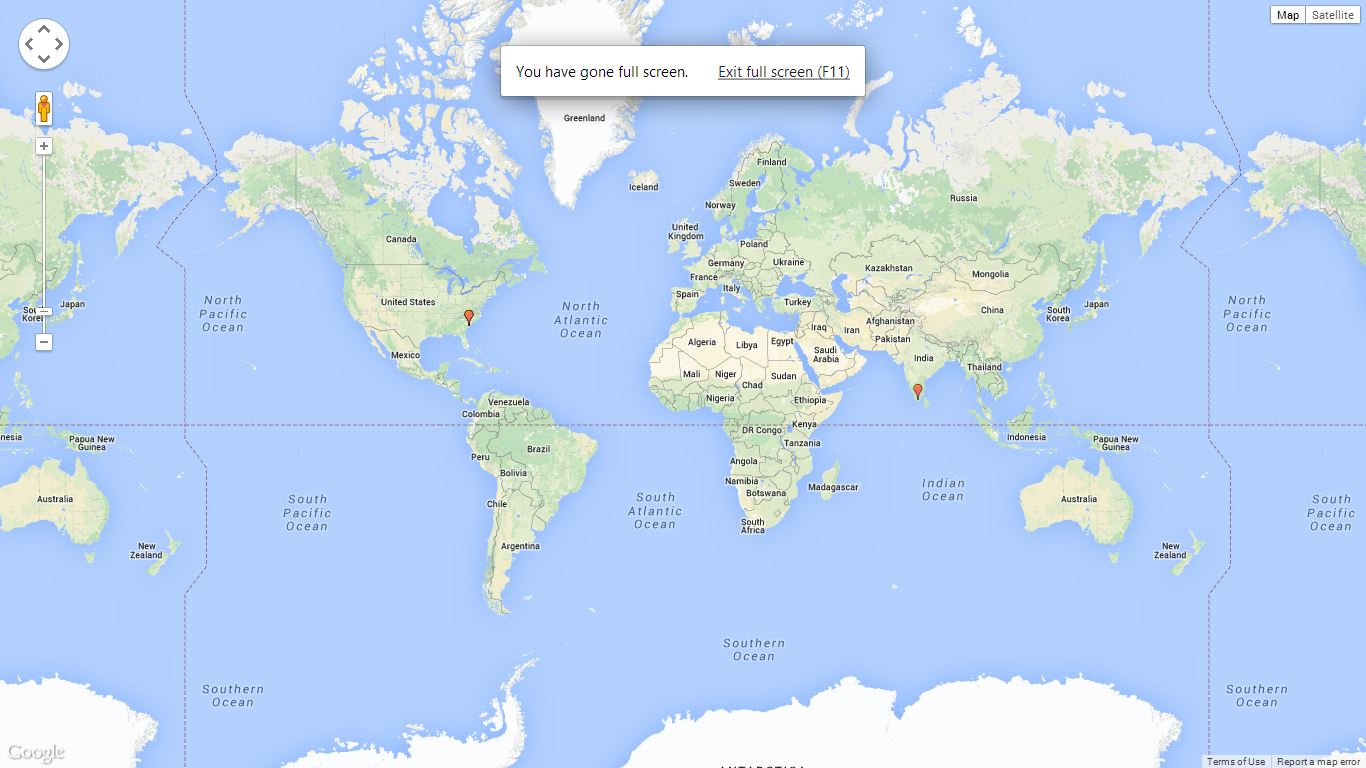 Map
Satellite
You have gone full screen.
Exit full screen (F11)
Greenland
Iceland
Finland
Sweden
Norway
Russia
United
Kingdom
Canada
Poland
Germany
Ukraine
France
Kazakhstan
Mongolia
Italy
Spain
United States
Turkey
North
Pacific
Ocean
North
Atlantic
Ocean
Japan
Japan
South
Korea
China
North
Pacific
Ocean
Iraq
Iran
Afghanistan
Pakistan
Algeria
Libya
Egypt
Saudi
Arabia
Mexico
India
Thailand
Mali
Niger
Sudan
Chad
Nigeria
Ethiopia
Venezuela
Colombia
Kenya
DR Congo
Tanzania
nesia
Papua New
Guinea
Indonesia
Papua New
Guinea
Brazil
Peru
Bolivia
Angola
Namibia
Botswana
Madagascar
Indian
Ocean
Australia
South
Pacific
Ocean
Chile
South
Atlantic
Ocean
South
Africa
Australia
South
Pacific
Ocean
New
Zealand
Argentina
New
Zealand
Southern
Ocean
Southern
Ocean
Southern
Ocean
Google
Terms of Use
Report a map error